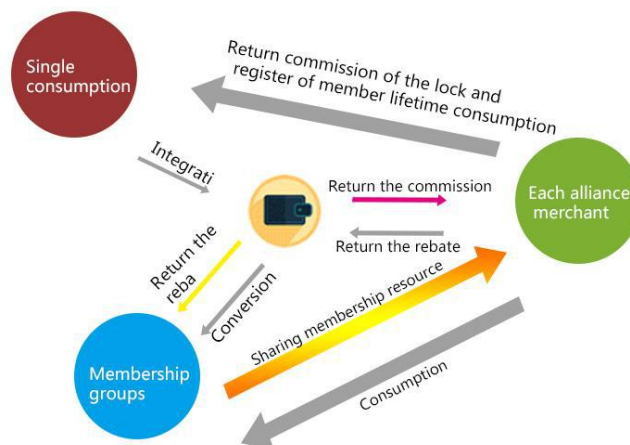 Single
consumption
Return commission of the lock and
register of member lifetime consumption
Integrati
Return the commission
Each alliance
merchant
Return the rebate
Return the
reba
Conversion
Sharing membership resource
Membership
groups
Consumption